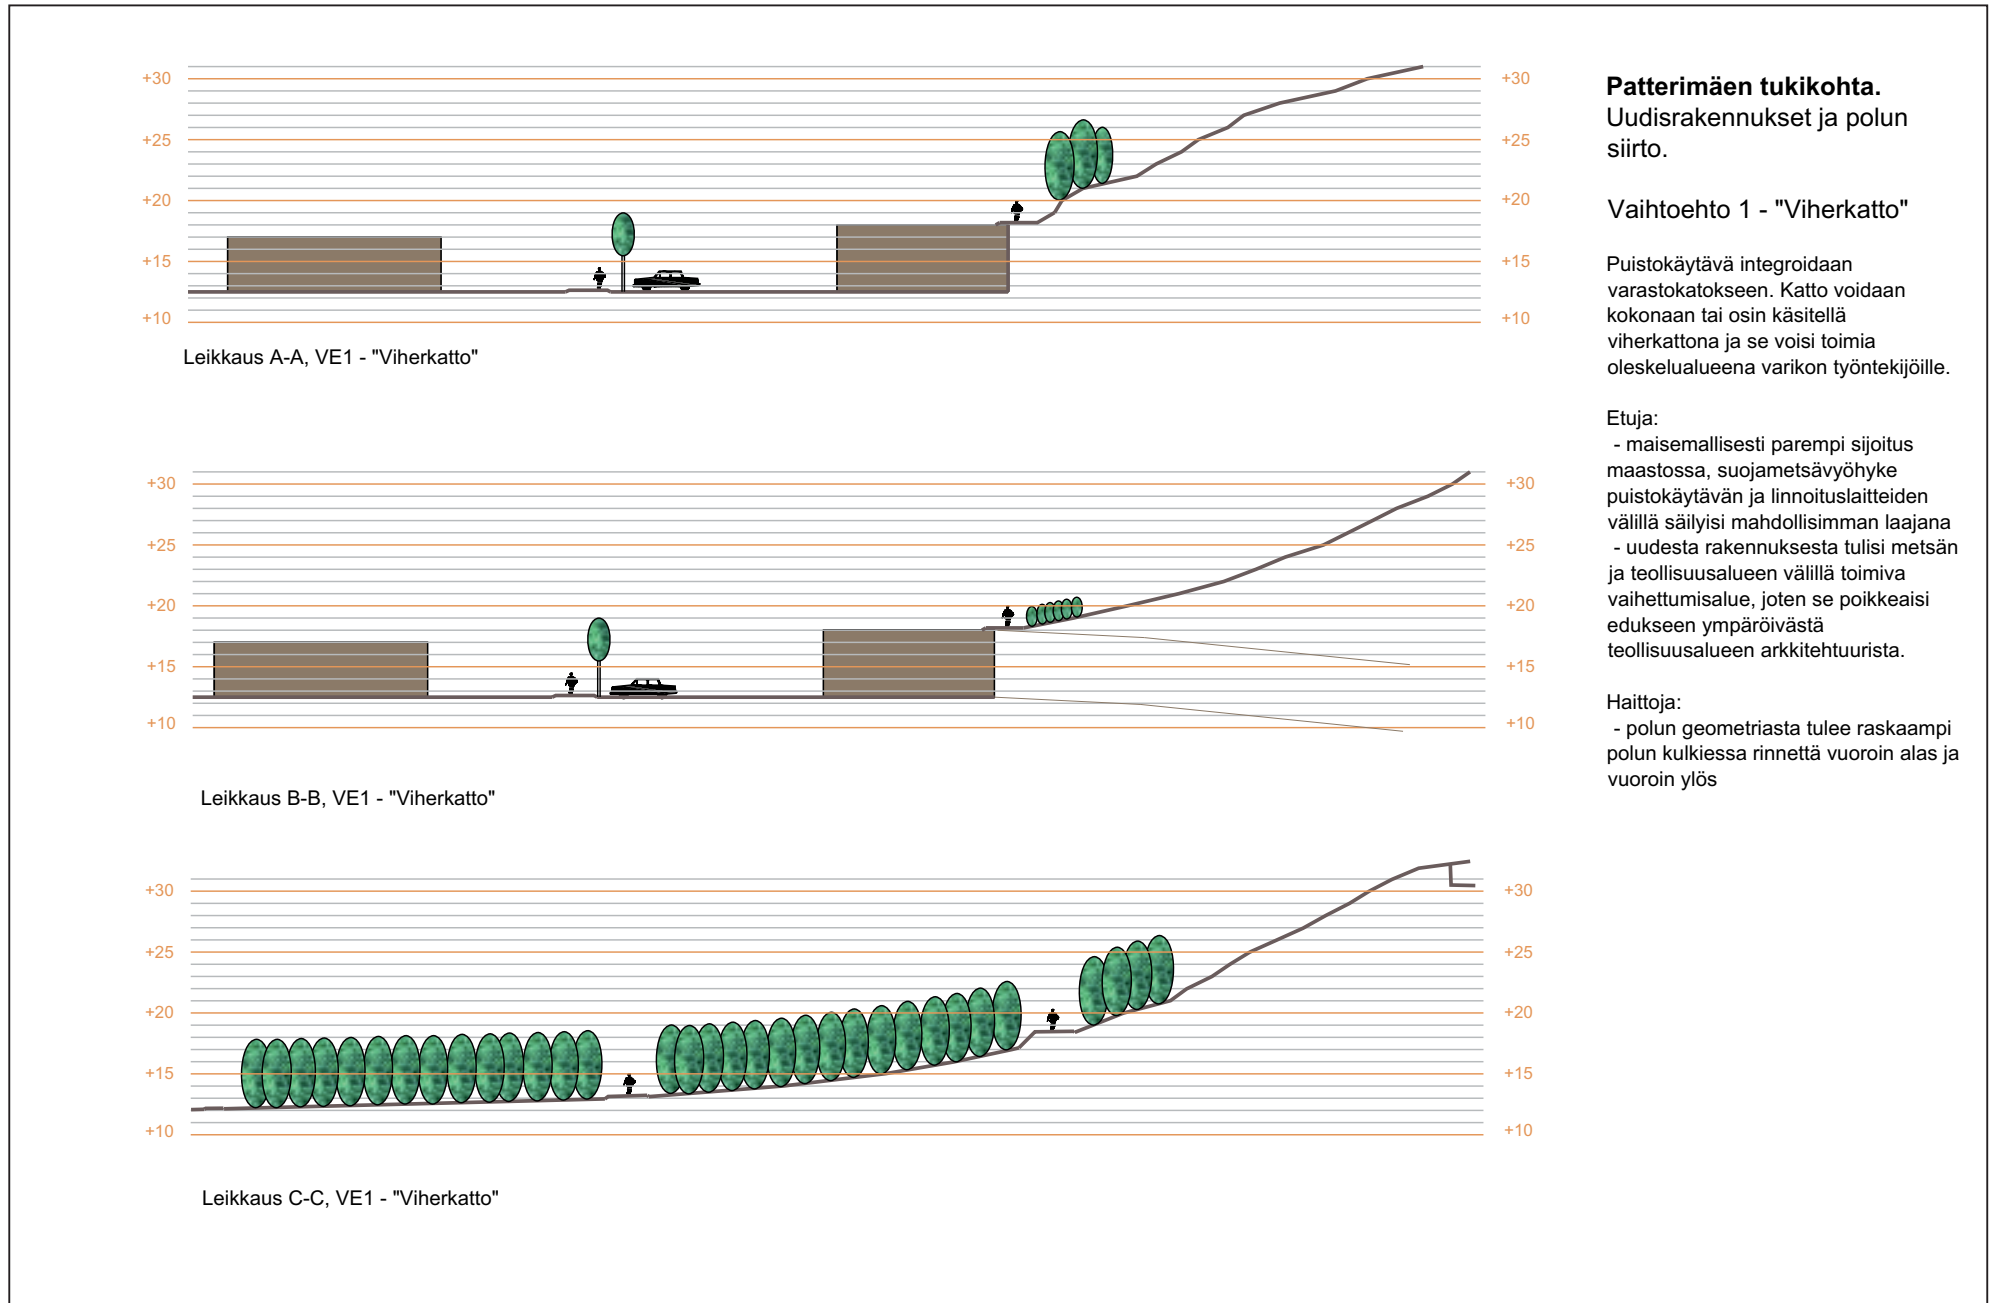 +30 +30
+25 +25
+20 +20
+15 +15
+10 +10
Leikkaus A-A, VE1 - "Viherkatto"
+30 +30
+25 +25
+20 +20
+15 +15
+10 +10
Leikkaus B-B, VE1 - "Viherkatto"
+30 +30
+25 +25
+20 +20
+15 +15
+10 +10
Leikkaus C-C, VE1 - "Viherkatto"
Patterimäen tukikohta.
Uudisrakennukset ja polun
siirto.
Vaihtoehto 1 - "Viherkatto"
Puistokäytävä integroidaan
varastokatokseen. Katto voidaan
kokonaan tai osin käsitellä
viherkattona ja se voisi toimia
oleskelualueena varikon työntekijöille.
Etuja:
- maisemallisesti parempi sijoitus
maastossa, suojametsävyöhyke
puistokäytävän ja linnoituslaitteiden
välillä säilyisi mahdollisimman laajana
- uudesta rakennuksesta tulisi metsän
ja teollisuusalueen välillä toimiva
vaihettumisalue, joten se poikkeaisi
edukseen ympäröivästä
teollisuusalueen arkkitehtuurista.
Haittoja:
- polun geometriasta tulee raskaampi
polun kulkiessa rinnettä vuoroin alas ja
vuoroin ylös